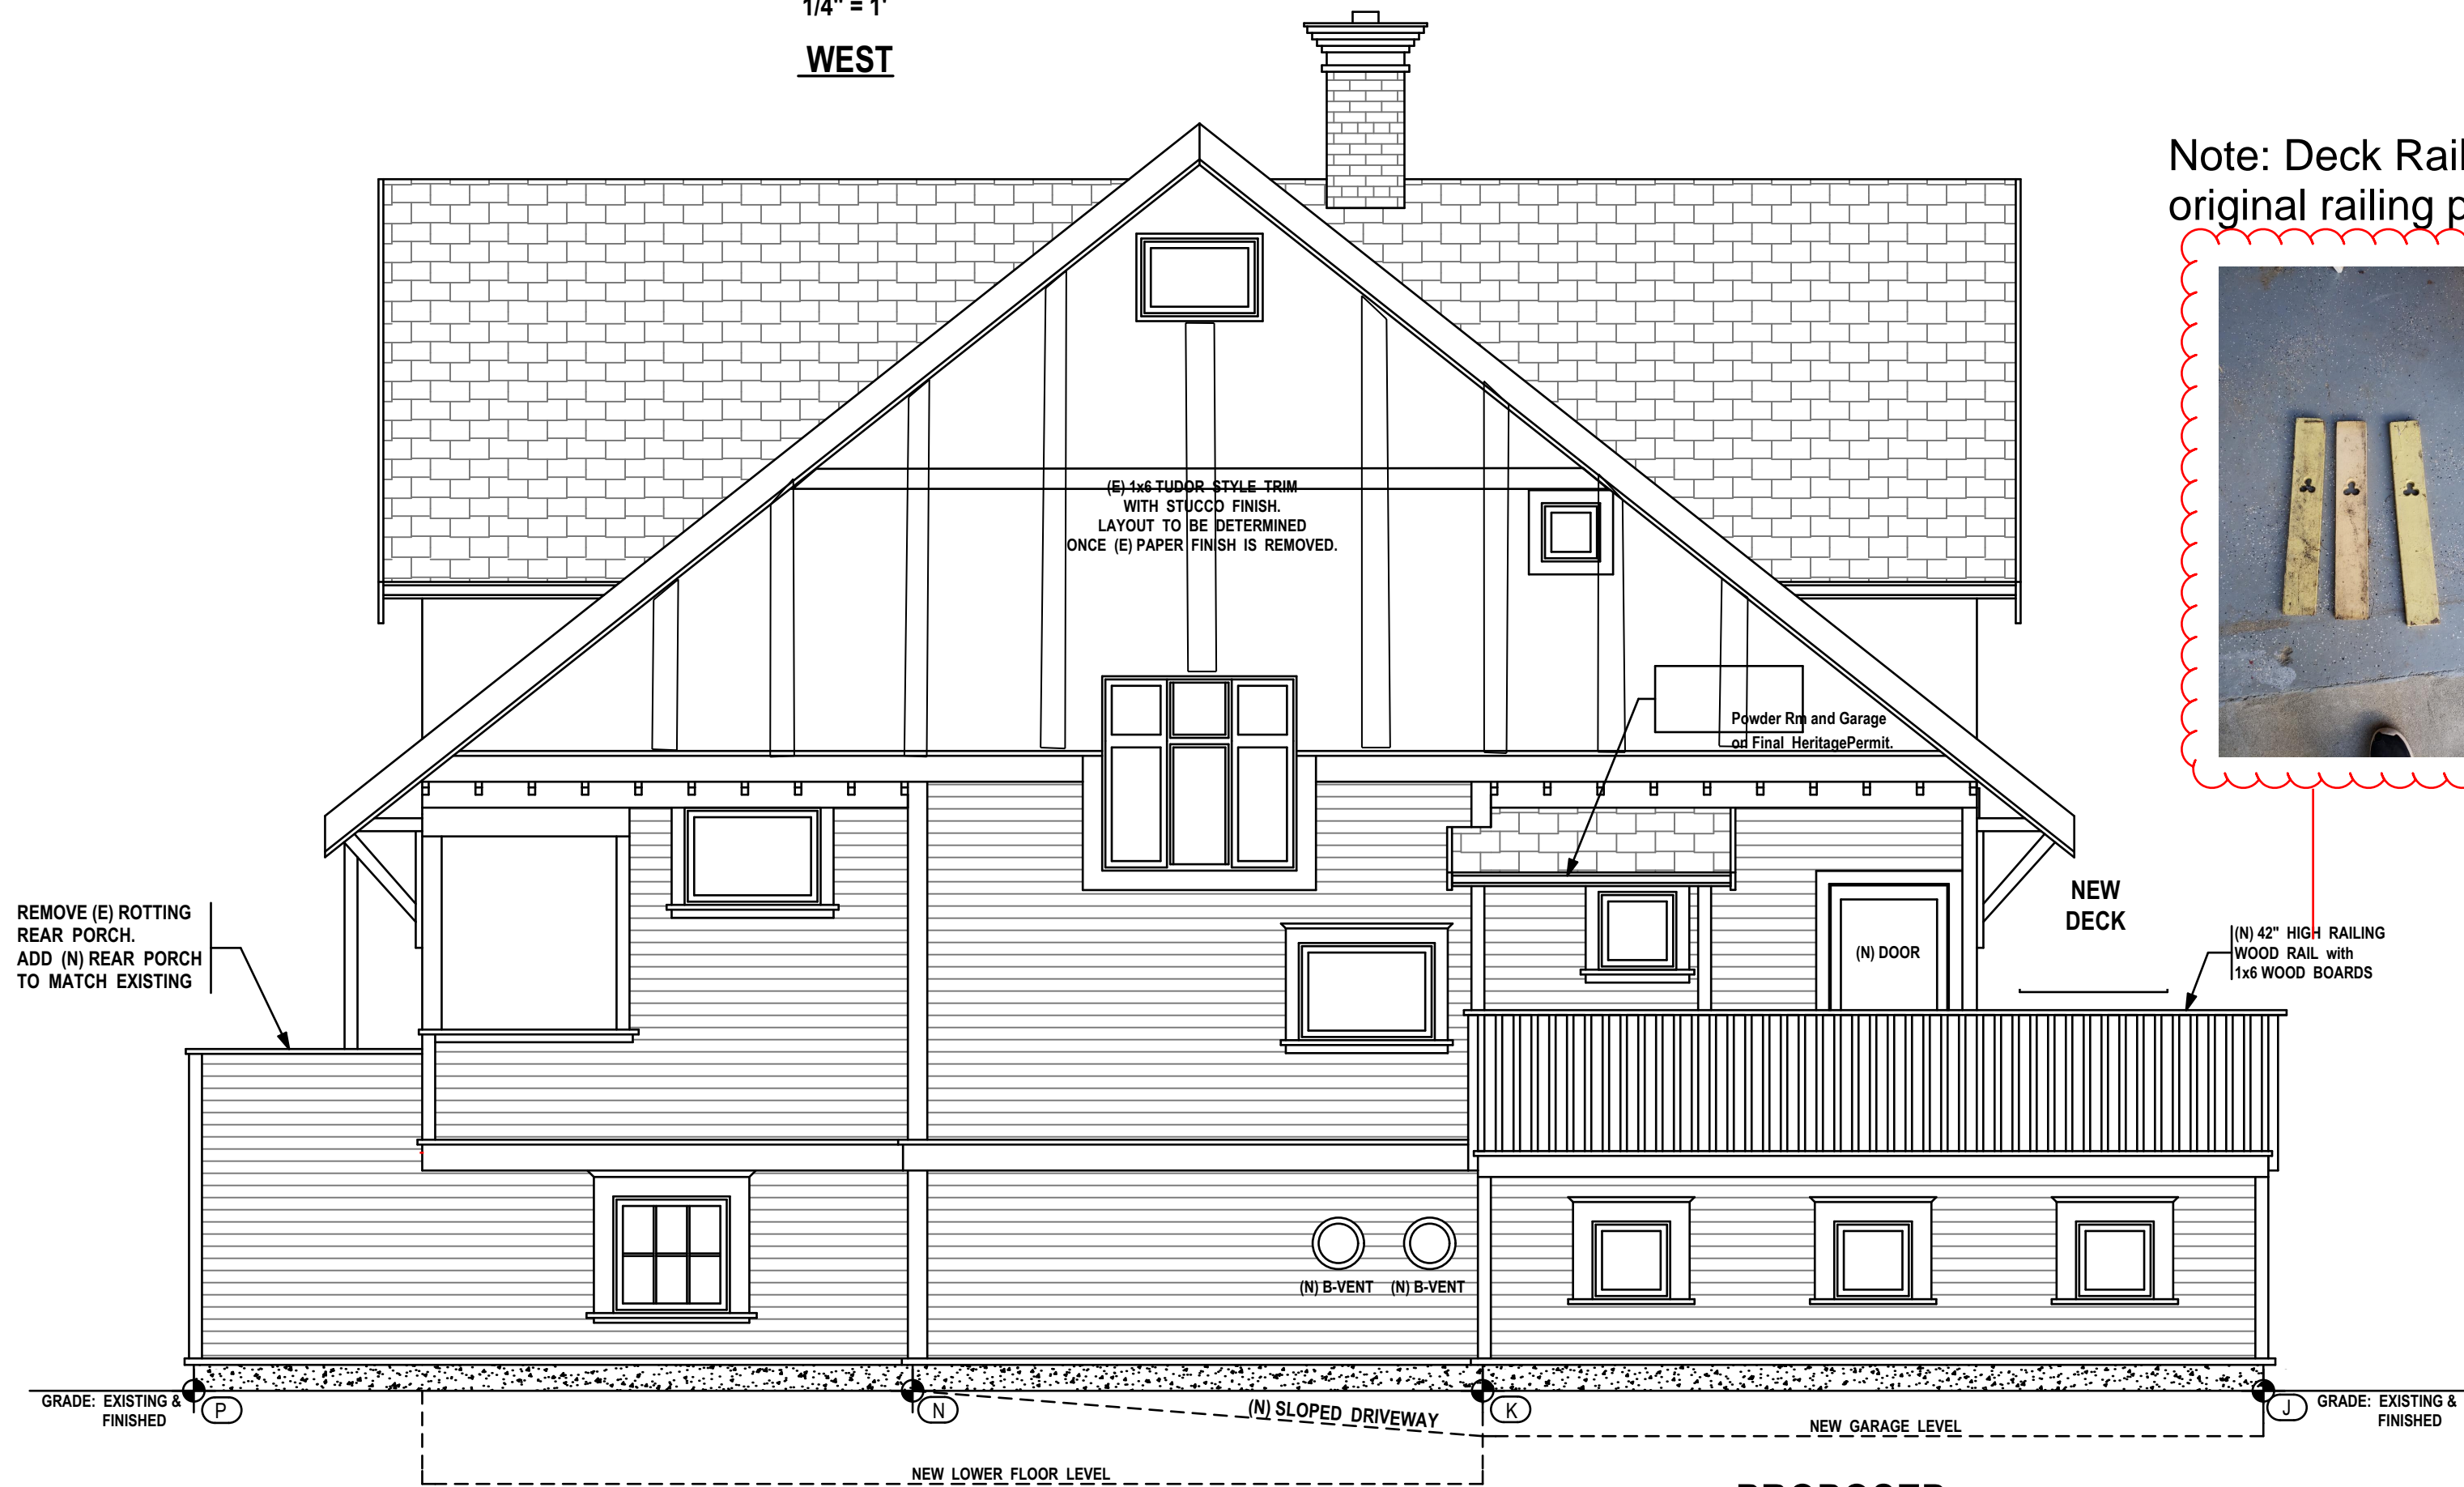 1/4" = 1'
WEST
Note: Deck Rail
original railing p
(E) 1x6 TUDOR STYLE TRIM
WITH STUCCO FINISH.
LAYOUT TO BE DETERMINED
ONCE (E) PAPER FINISH IS REMOVED.
Powder Rm and Garage
on Final HeritagePermit.
REMOVE (E) ROTTING
REAR PORCH.
ADD (N) REAR PORCH
TO MATCH EXISTING
NEW
DECK
(N) 42" HIGH RAILING
WOOD RAIL with
1x6 WOOD BOARDS
(N) DOOR
(N) B-VENT
(N) B-VENT
GRADE: EXISTING &
FINISHED
P
N
(N) SLOPED DRIVEWAY
K
NEW GARAGE LEVEL
J
GRADE: EXISTING &
FINISHED
NEW LOWER FLOOR LEVEL
PROPOSED